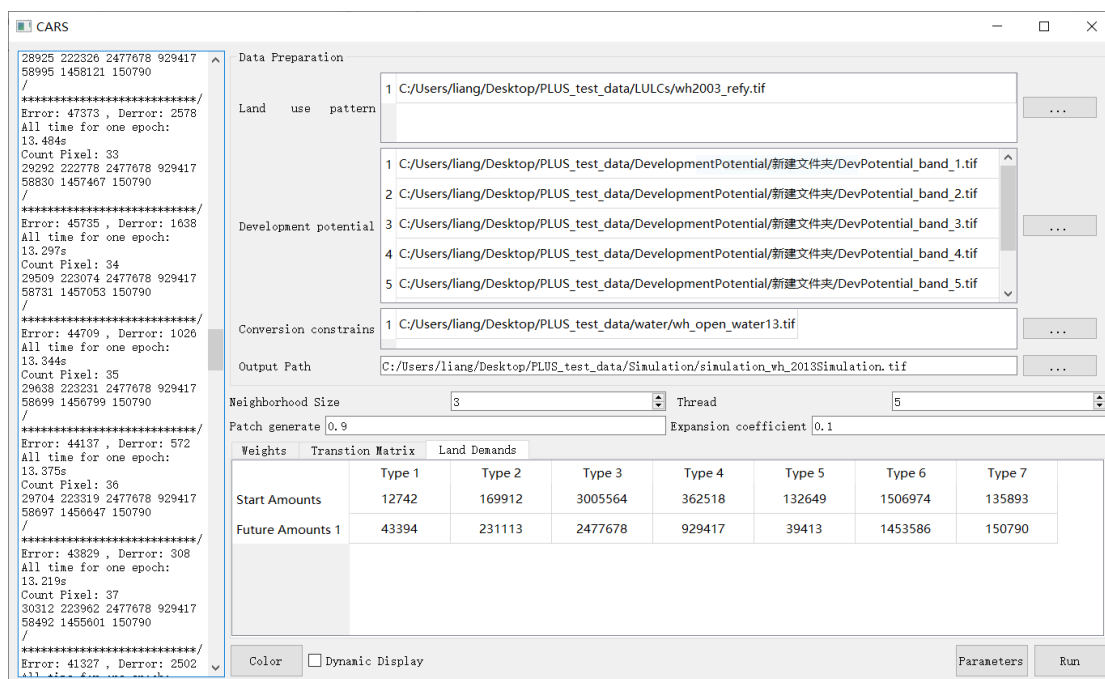 CARS
28925 222326 2477678 929417
58995 1458121 150790
/
***************************/
Error: 47373 , Derror: 2578
All time for one epoch:
13.484s
Count Pixel: 33
29292 222778 2477678 929417
58830 1457467 150790
/
***************************/
Error: 45735, Derror: 1638
All time for one epoch:
13.297s
Count Pixel: 34
29509 223074 2477678 929417
58731 1457053 150790
/
***************************/
Error: 44709, Derror: 1026
All time for one epoch:
13.344s
Count Pixel: 35
29638 223231 2477678 929417
58699 1456799 150790
/
***************************/
Error: 44137, Derror: 572
All time for one epoch:
13.375s
Count Pixel: 36
29704 223319 2477678 929417
58697 1456647 150790
/
***************************/
Error: 43829 , Derror: 308
All time for one epoch:
13.219s
Count Pixel: 37
30312 223962 2477678 929417
58492 1455601 150790
/
***************************/
Error: 41327 , Derror: 2502
All time for one epoch:
Data Preparation
Land use pattern
1 C:/Users/liang/Desktop/PLUS_test_data/LULCs/wh2003_refy.tif
...
Development potential
1 C:/Users/liang/Desktop/PLUS_test_data/DevelopmentPotential/新建文件夹/DevPotential_band_1.tif
2 C:/Users/liang/Desktop/PLUS_test_data/DevelopmentPotential/新建文件夹/DevPotential_band_2.tif
3 C:/Users/liang/Desktop/PLUS_test_data/DevelopmentPotential/新建文件夹/DevPotential_band_3.tif
4 C:/Users/liang/Desktop/PLUS_test_data/DevelopmentPotential/新建文件夹/DevPotential_band_4.tif
5 C:/Users/liang/Desktop/PLUS_test_data/DevelopmentPotential/新建文件夹/DevPotential_band_5.tif
...
Conversion constrains
1 C:/Users/liang/Desktop/PLUS_test_data/water/wh_open_water13.tif
...
Output Path
C:/Users/liang/Desktop/PLUS_test_data/Simulation/simulation_wh_2013Simulation.tif
...
Neighborhood Size 3 Thread 5
Patch generate 0.9 Expansion coefficient 0.1
Weights Transtion Matrix Land Demands
Type 1 Type 2 Type 3 Type 4 Type 5 Type 6 Type 7
Start Amounts 12742 169912 3005564 362518 132649 1506974 135893
Future Amounts 1 43394 231113 2477678 929417 39413 1453586 150790
Color Dynamic Display Parameters Run